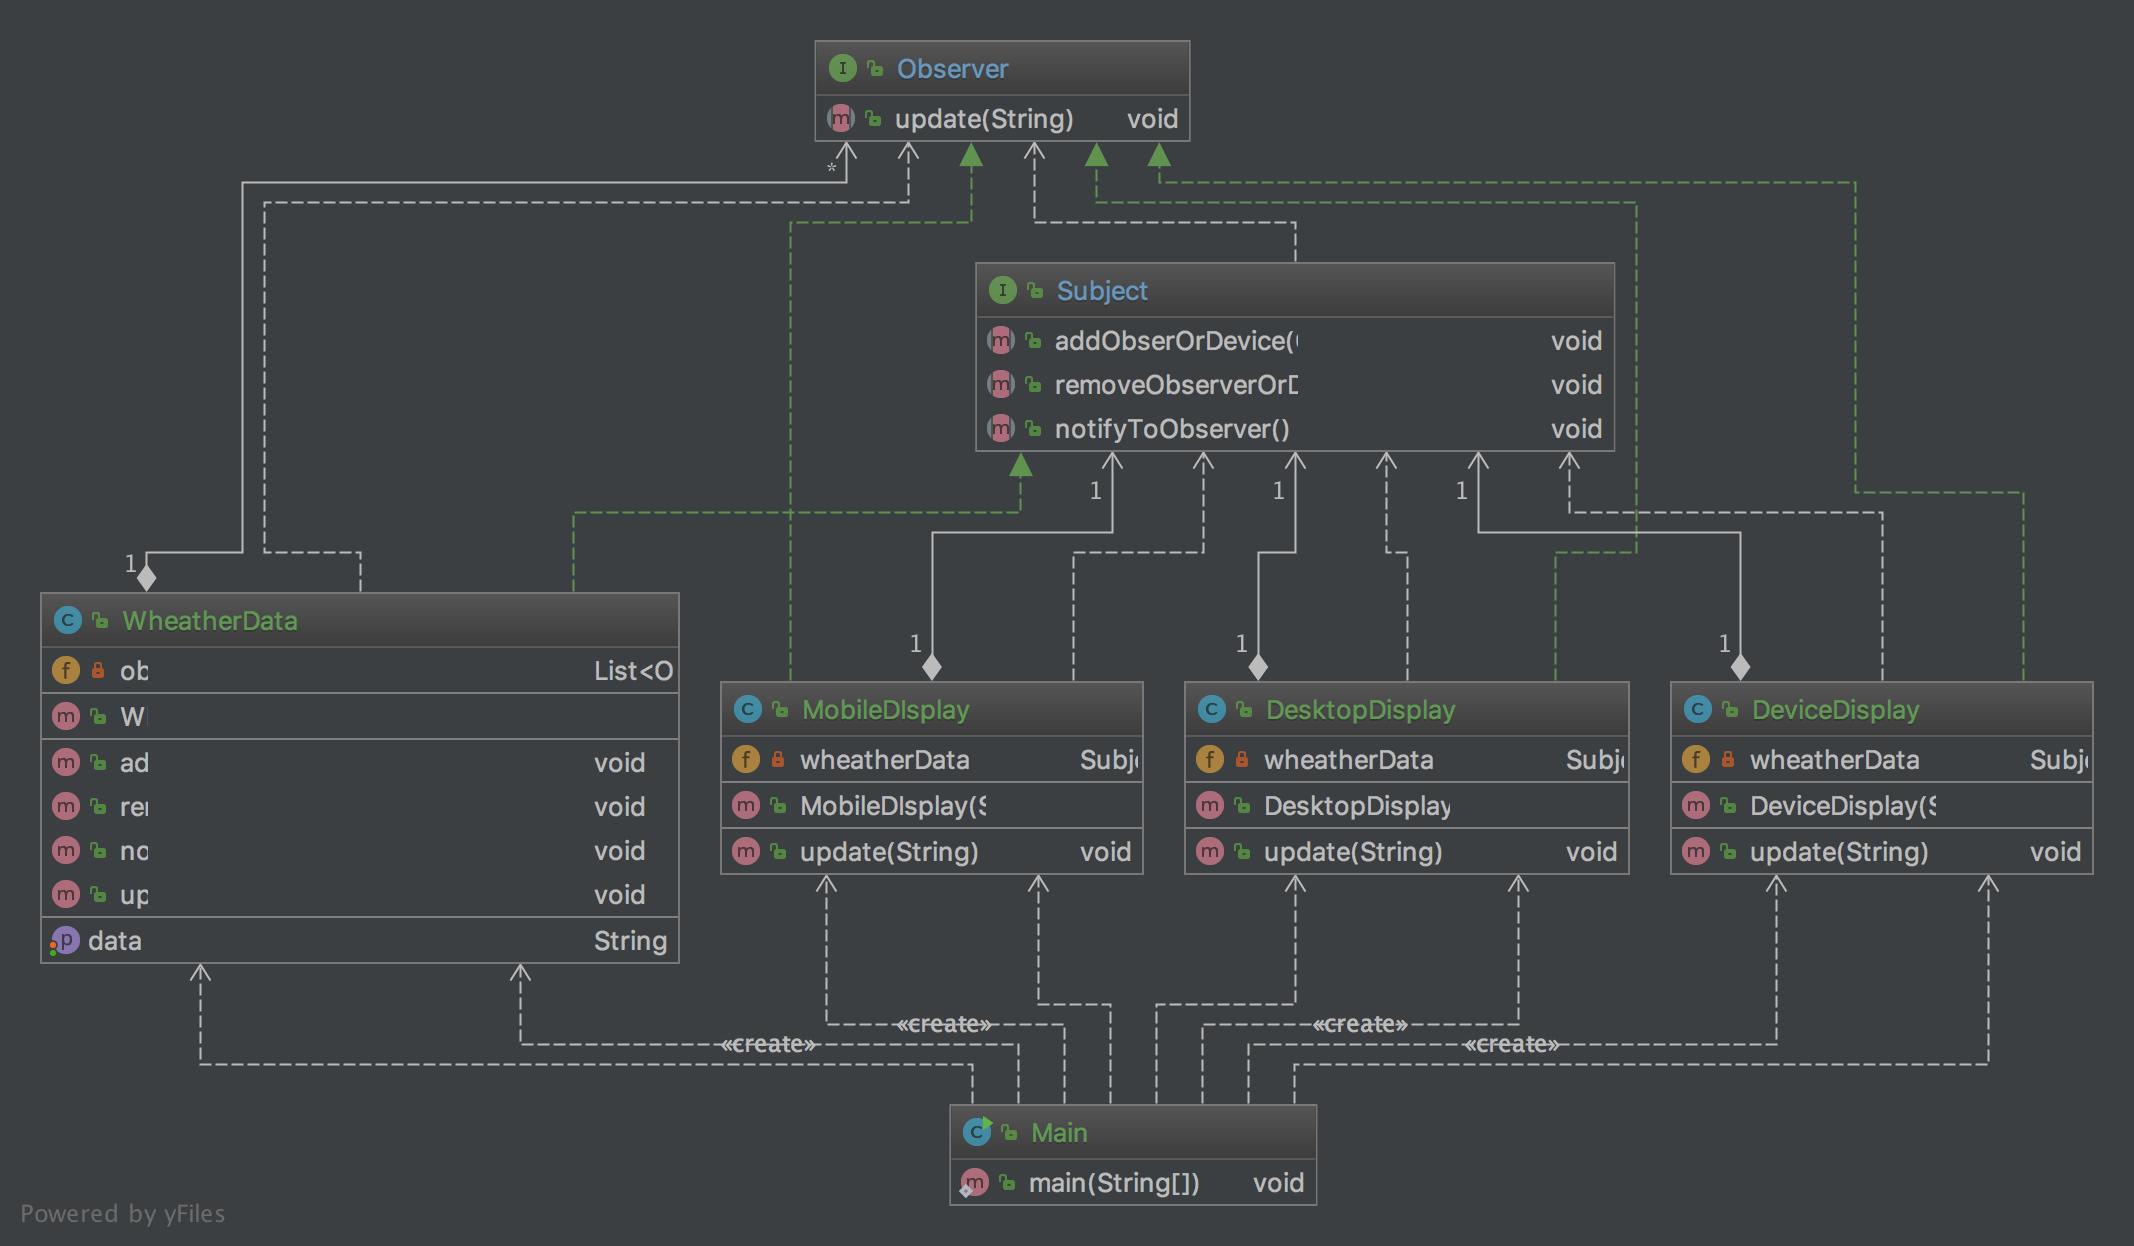 Observer
update(String) void
*
Subject
addObserOrDevice( void
removeObserverOr void
notifyToObserver() void
1 1 1
1
WheatherData
ob List<O
W
ad void
re void
no void
up void
data String
1
MobileDIsplay
wheatherData Subj
MobileDIsplay(S
update(String) void
1
DesktopDisplay
wheatherData Subj
DesktopDisplay
update(String) void
1
DeviceDisplay
wheatherData Subj
DeviceDisplay(S
update(String) void
«create» «create»
«create» «create»
Main
main(String[]) void
Powered by yFiles